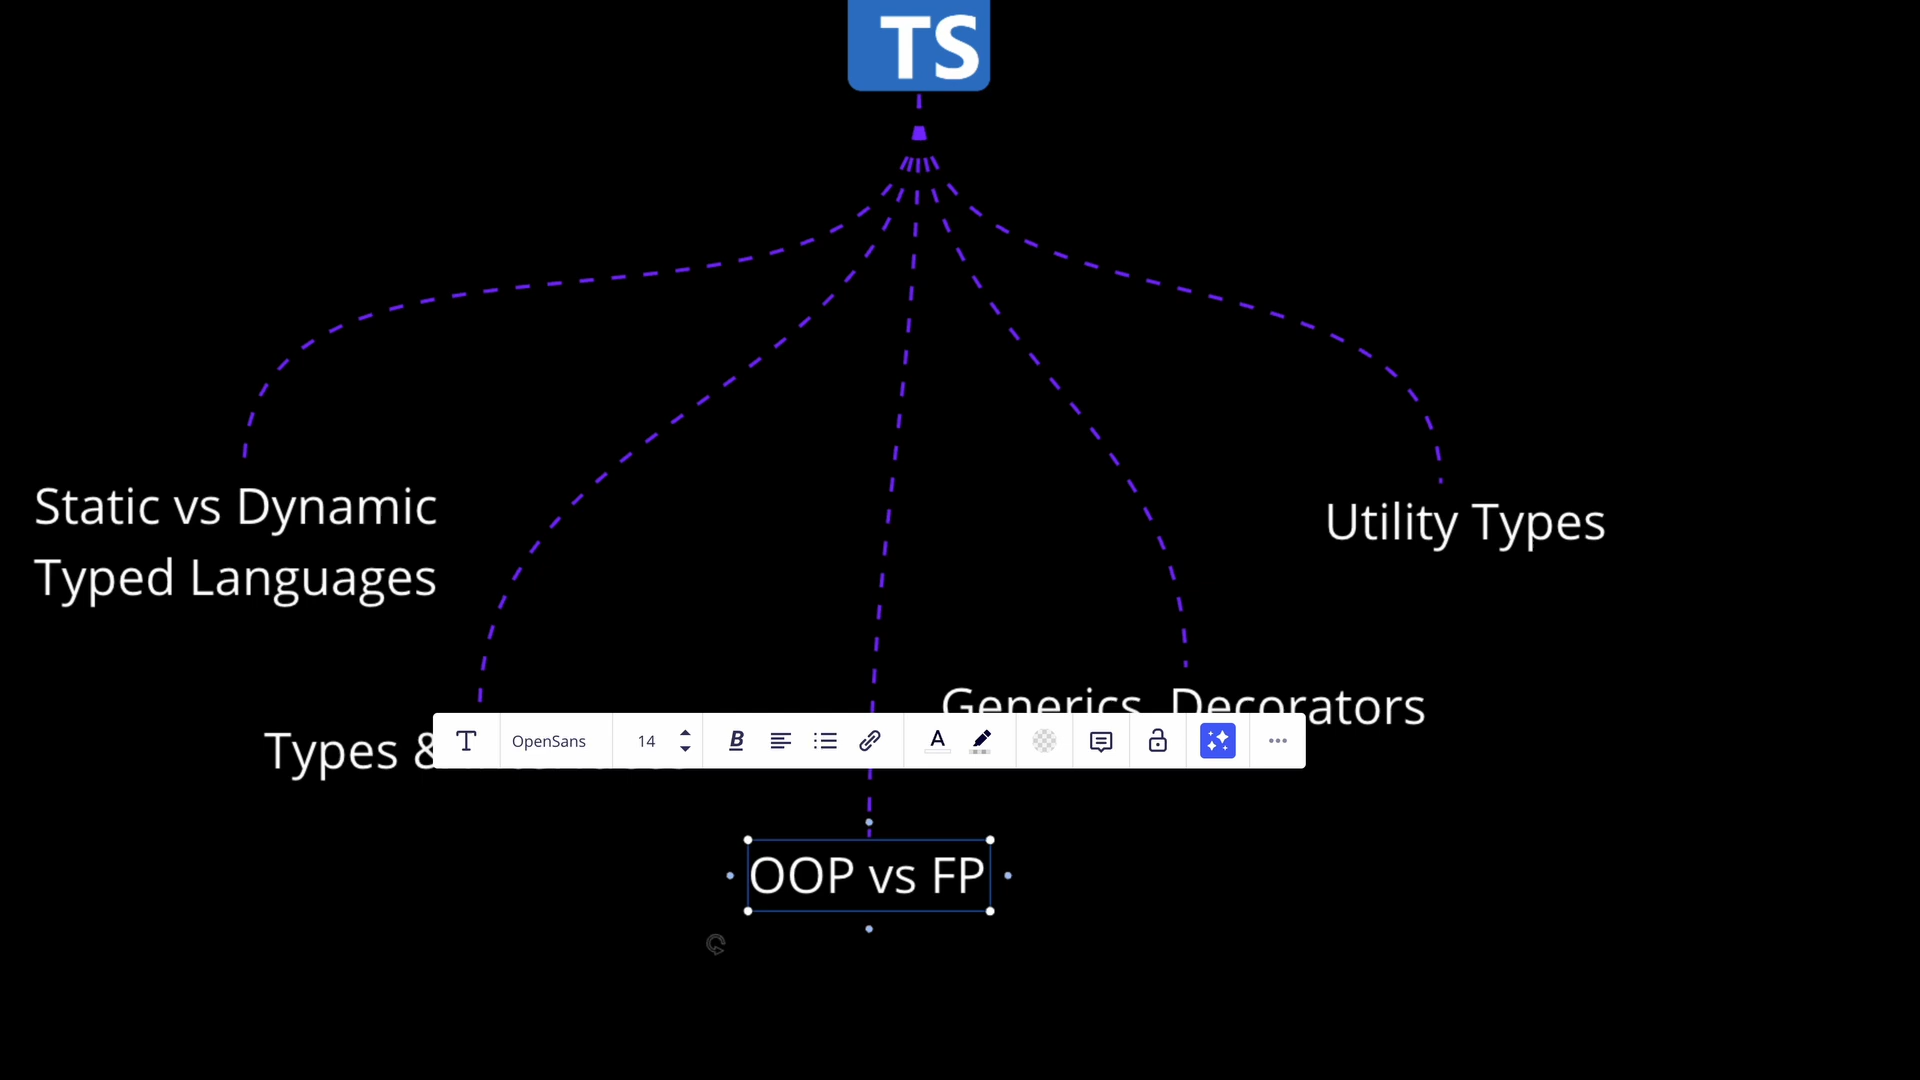 TS
Static vs Dynamic
Typed Languages
Utility Types
Generics, Decorators
Types &
OpenSans
14
B
A
OOP vs FP